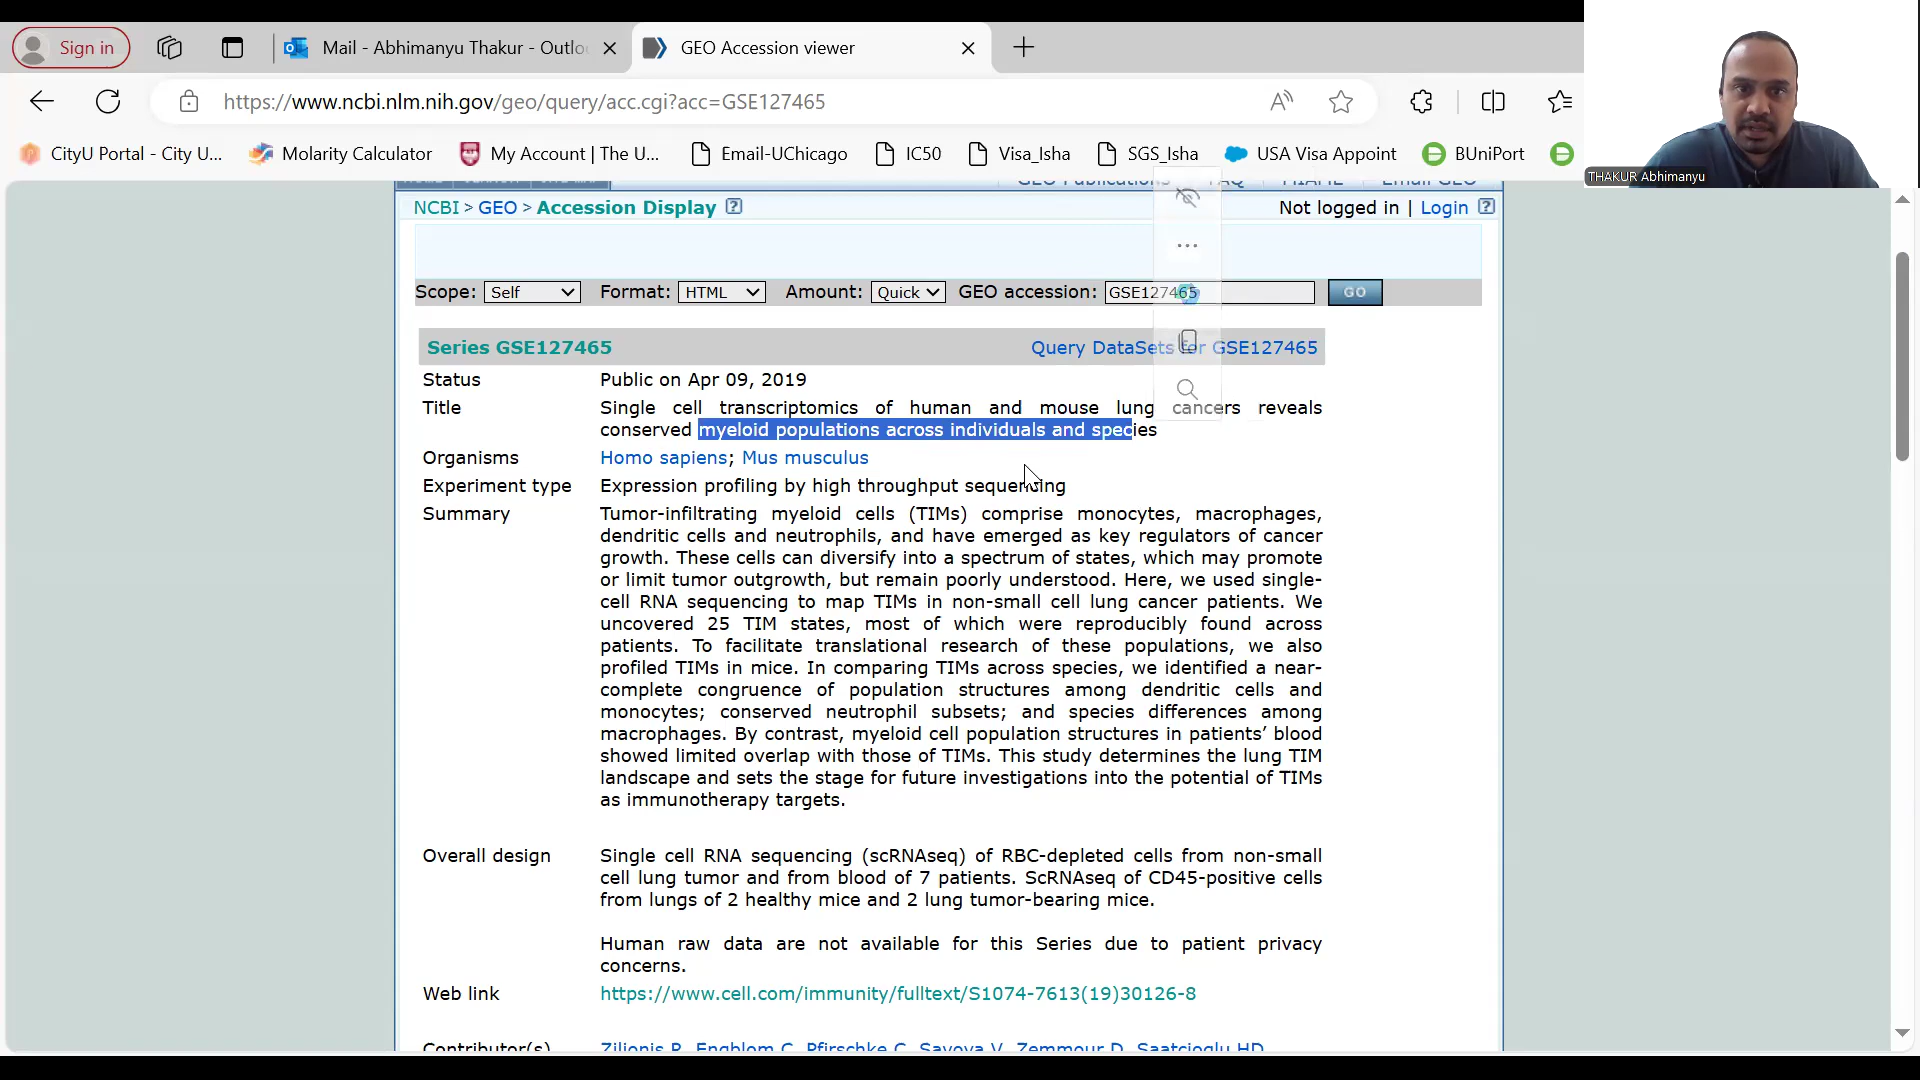 Sign in
Mail - Abhimanyu Thakur - Outlo
GEO Accession viewer
https://www.ncbi.nlm.nih.gov/geo/query/acc.cgi?acc=GSE127465
CityU Portal - City U...
Molarity Calculator
My Account | The U...
Email-UChicago
IC50
Visa_Isha
SGS_Isha
USA Visa Appoint
BUniPort
THAKUR Abhimanyu
GEO Publications FAQ MIAME Email GEO
NCBI > GEO > Accession Display
Not logged in | Login
Scope: Self Format: HTML Amount: Quick GEO accession: GSE127465 GO
Series GSE127465 Query DataSets for GSE127465
Status Public on Apr 09, 2019
Title Single cell transcriptomics of human and mouse lung cancers reveals
conserved myeloid populations across individuals and species
Organisms Homo sapiens; Mus musculus
Experiment type Expression profiling by high throughput sequencing
Summary Tumor-infiltrating myeloid cells (TIMs) comprise monocytes, macrophages,
dendritic cells and neutrophils, and have emerged as key regulators of cancer
growth. These cells can diversify into a spectrum of states, which may promote
or limit tumor outgrowth, but remain poorly understood. Here, we used single-
cell RNA sequencing to map TIMs in non-small cell lung cancer patients. We
uncovered 25 TIM states, most of which were reproducibly found across
patients. To facilitate translational research of these populations, we also
profiled TIMs in mice. In comparing TIMs across species, we identified a near-
complete congruence of population structures among dendritic cells and
monocytes; conserved neutrophil subsets; and species differences among
macrophages. By contrast, myeloid cell population structures in patients’ blood
showed limited overlap with those of TIMs. This study determines the lung TIM
landscape and sets the stage for future investigations into the potential of TIMs
as immunotherapy targets.
Overall design Single cell RNA sequencing (scRNAseq) of RBC-depleted cells from non-small
cell lung tumor and from blood of 7 patients. ScRNAseq of CD45-positive cells
from lungs of 2 healthy mice and 2 lung tumor-bearing mice.
Human raw data are not available for this Series due to patient privacy
concerns.
Web link https://www.cell.com/immunity/fulltext/S1074-7613(19)30126-8
Contributor(s) Zilionis R, Engblom C, Pfirschke C, Savova V, Zemmour D, Saatcioglu HD,